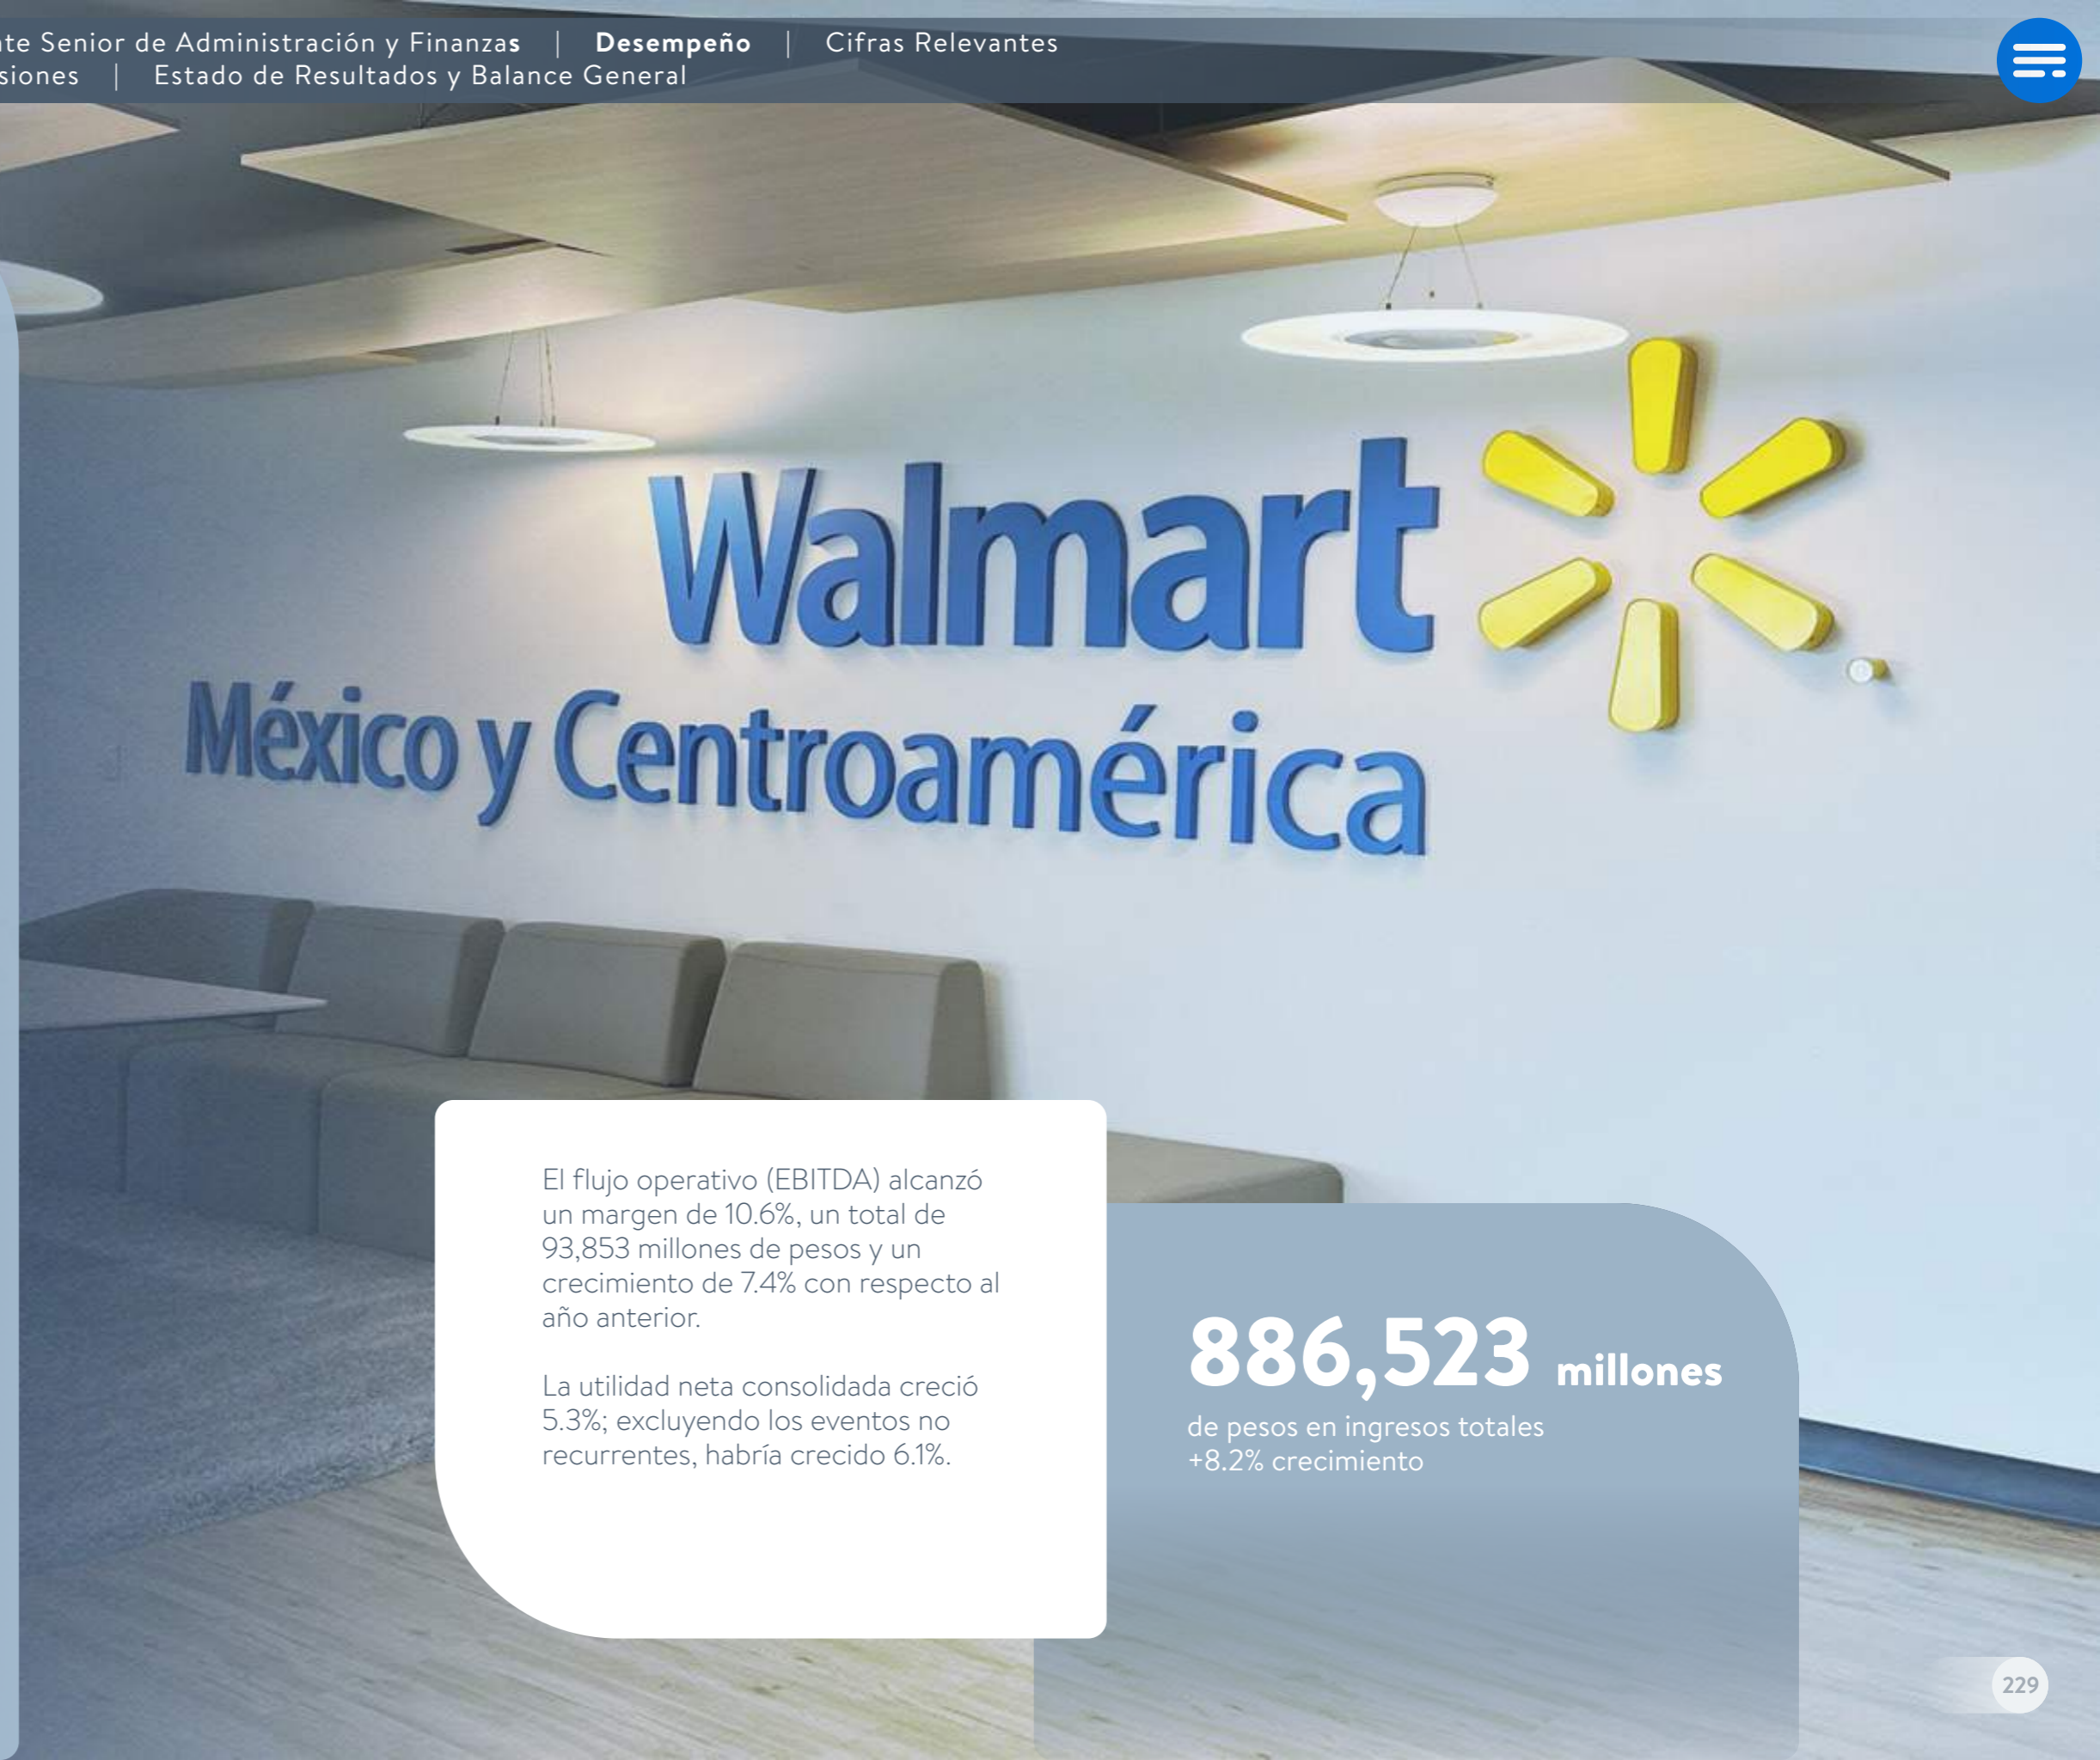 Senior de Administración y Finanzas | Desempeño | Cifras Relevantes
| Estado de Resultados y Balance General
Walmart
México y Centroamérica
El flujo operativo (EBITDA) alcanzó
un margen de 10.6%, un total de
93,853 millones de pesos y un
crecimiento de 7.4% con respecto al
año anterior.
La utilidad neta consolidada creció
5.3%; excluyendo los eventos no
recurrentes, habría crecido 6.1%.
886,523 millones
de pesos en ingresos totales
+8.2% crecimiento
229